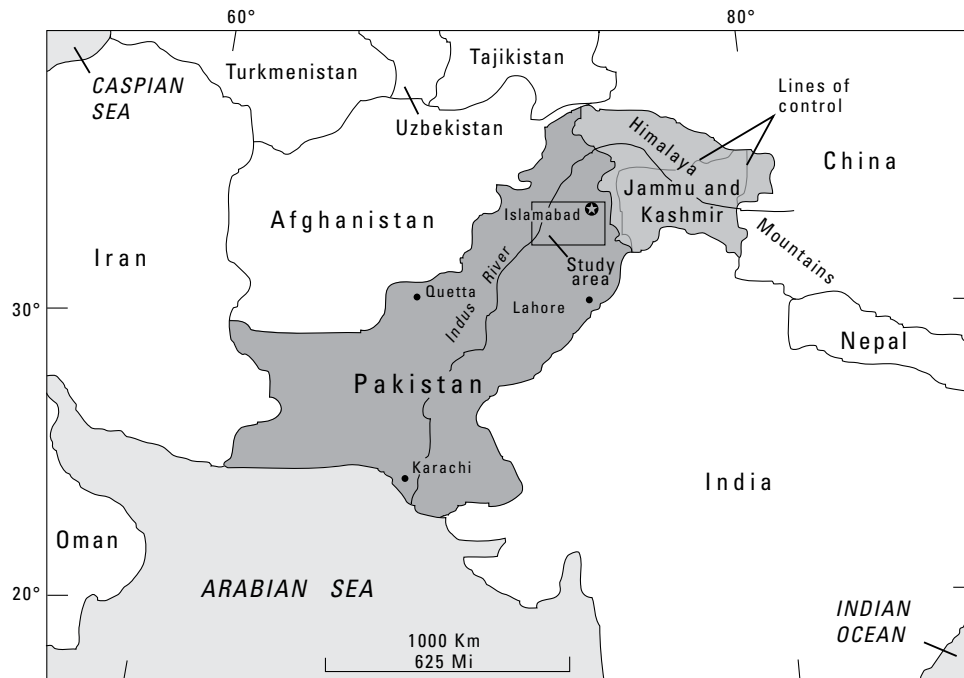 60°
80°
CASPIAN
SEA
Turkmenistan
Tajikistan
Uzbekistan
Lines of
control
Himalaya
China
Jammu and
Kashmir
Afghanistan
Islamabad
Iran
Mountains
Study
area
Indus River
30°
Quetta
Lahore
Nepal
Pakistan
Karachi
India
Oman
ARABIAN SEA
20°
INDIAN
OCEAN
1000 Km
625 Mi